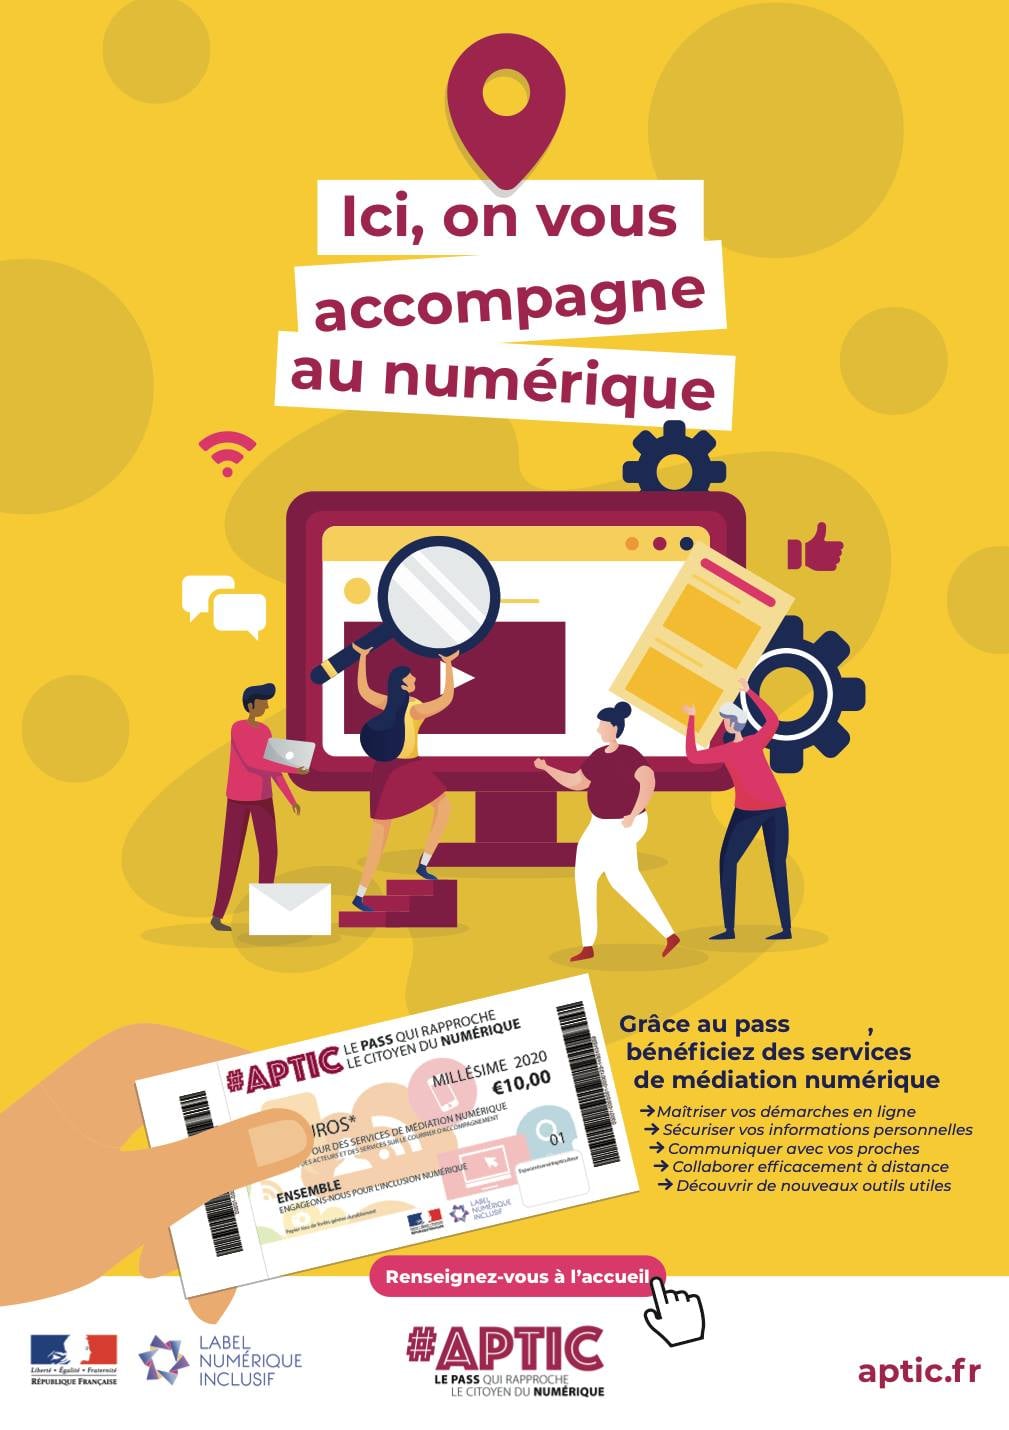 Ici, on vous
accompagne
au numérique
#APTIC
LE PASS QUI RAPPROCHE
LE CITOYEN DU NUMÉRIQUE
MILLÉSIME 2020
€10,00
UROS*
OUR DES SERVICES DE MÉDIATION NUMÉRIQUE
DES ACTEURS ET DES SERVICES SUR LE COURRIER D'ACCOMPAGNEMENT
01
ENSEMBLE
ENGAGEONS-NOUS POUR L'INCLUSION NUMÉRIQUE
LABEL
NUMÉRIQUE
INCLUSIF
Grâce au pass ,
bénéficiez des services
de médiation numérique
→ Maîtriser vos démarches en ligne
→ Sécuriser vos informations personnelles
→ Communiquer avec vos proches
→ Collaborer efficacement à distance
→ Découvrir de nouveaux outils utiles
Renseignez-vous à l'accueil
Liberté • Égalité • Fraternité
RÉPUBLIQUE FRANÇAISE
LABEL
NUMÉRIQUE
INCLUSIF
#APTIC
LE PASS QUI RAPPROCHE
LE CITOYEN DU NUMÉRIQUE
aptic.fr